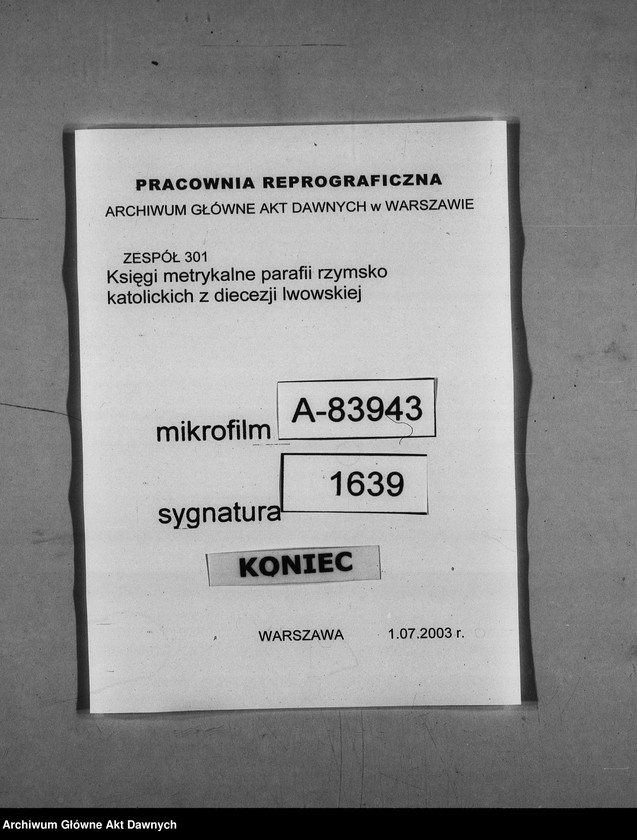 PRACOWNIA REPROGRAFICZNA
ARCHIWUM GŁÓWNE AKT DAWNYCH w WARSZAWIE
ZESPÓŁ 301
Księgi metrykalne parafii rzymsko
katolickich z diecezji lwowskiej
mikrofilm A-83943
sygnatura 1639
KONIEC
WARSZAWA 1.07.2003 r.
Archiwum Główne Akt Dawnych